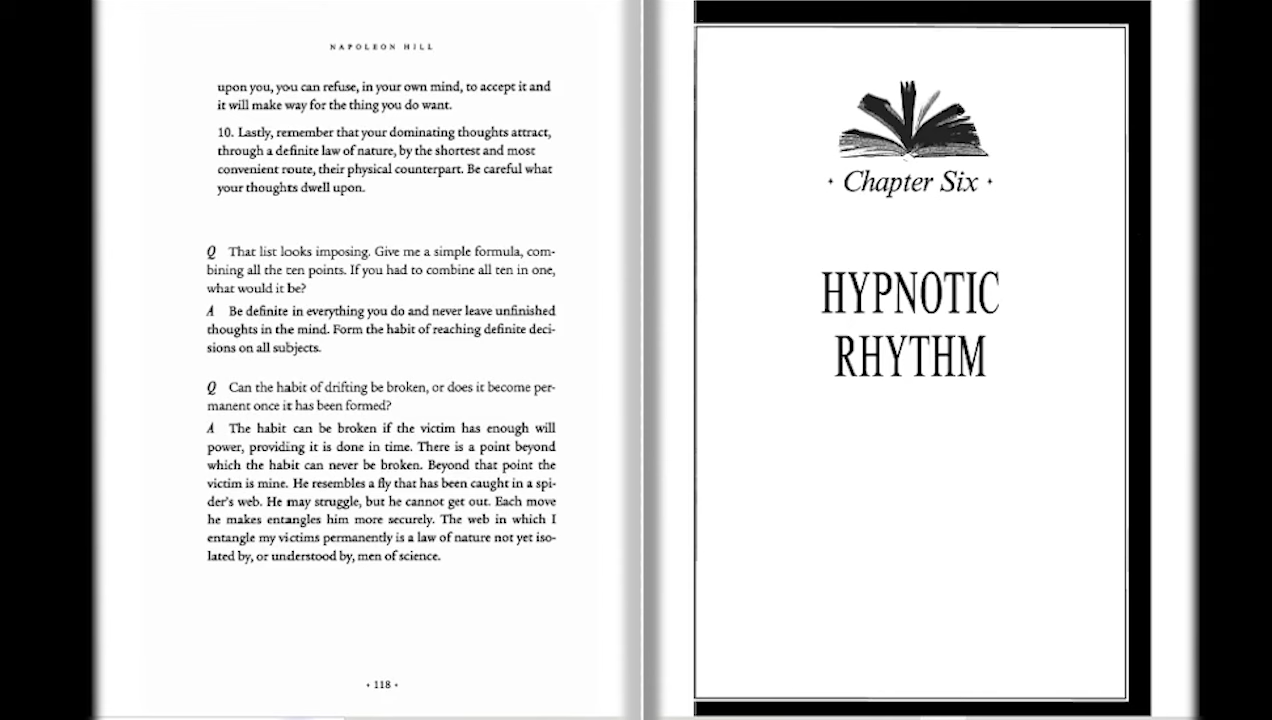 NAPOLEON HILL
upon you, you can refuse, in your own mind, to accept it and
it will make way for the thing you do want.
10. Lastly, remember that your dominating thoughts attract,
through a definite law of nature, by the shortest and most
convenient route, their physical counterpart. Be careful what
your thoughts dwell upon.
Q That list looks imposing. Give me a simple formula, com-
bining all the ten points. If you had to combine all ten in one,
what would it be?
A Be definite in everything you do and never leave unfinished
thoughts in the mind. Form the habit of reaching definite deci-
sions on all subjects.
Q Can the habit of drifting be broken, or does it become per-
manent once it has been formed?
A The habit can be broken if the victim has enough will
power, providing it is done in time. There is a point beyond
which the habit can never be broken. Beyond that point the
victim is mine. He resembles a fly that has been caught in a spi-
der's web. He may struggle, but he cannot get out. Each move
he makes entangles him more securely. The web in which I
entangle my victims permanently is a law of nature not yet iso-
lated by, or understood by, men of science.
• 118 •
• Chapter Six •
HYPNOTIC
RHYTHM